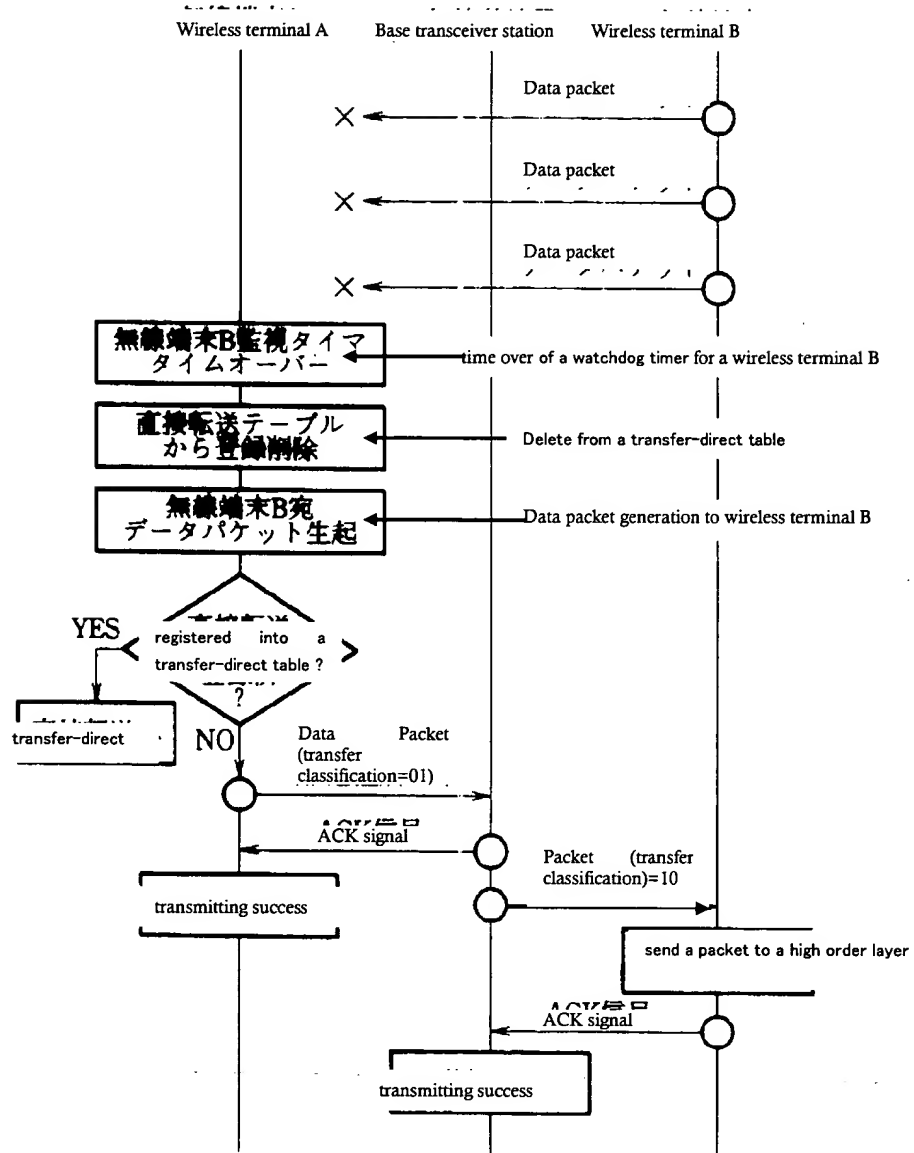 Wireless terminal A Base transceiver station Wireless terminal B
Data packet
Data packet
Data packet
無線端末B監視タイマ
タイムオーバー
time over of a watchdog timer for a wireless terminal B
直接転送テーブル
から登録削除
Delete from a transfer-direct table
無線端末B宛
データパケット生起
Data packet generation to wireless terminal B
YES
registered into a
transfer-direct table ?
?
transfer-direct
NO
Data Packet
(transfer
classification=01)
ACK signal
Packet (transfer
classification)=10
transmitting success
send a packet to a high order layer
ACK signal
transmitting success